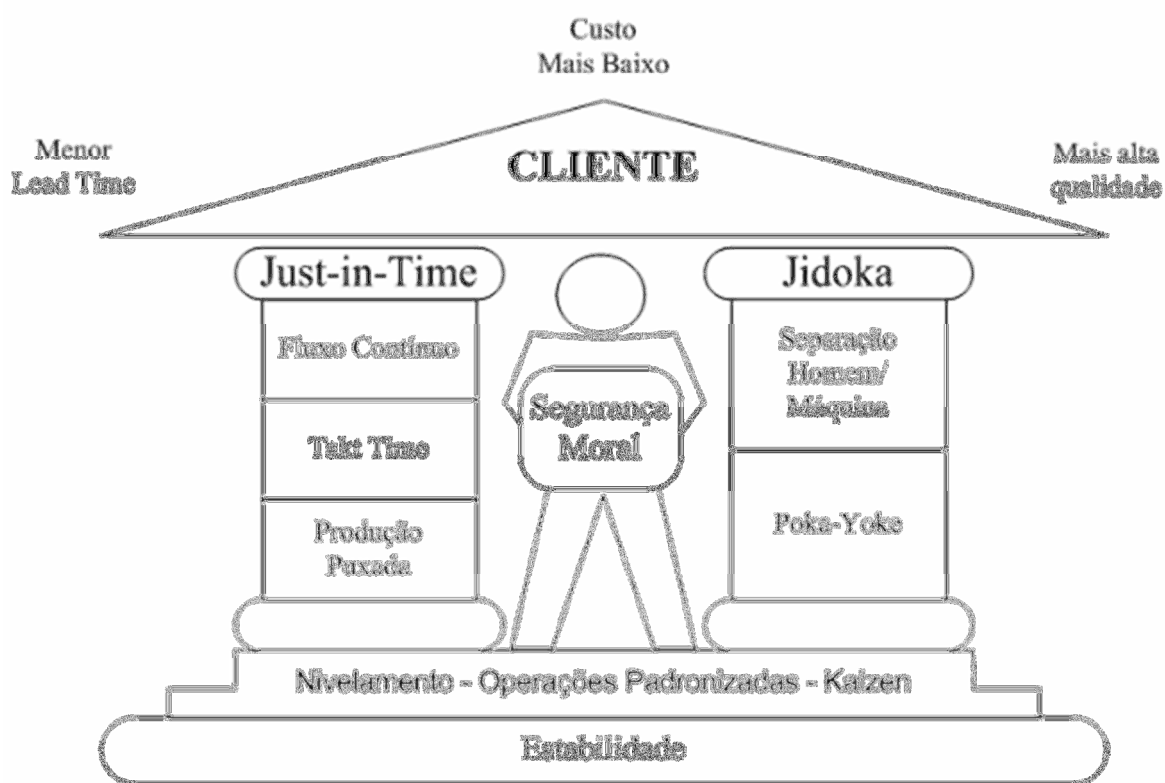 Custo
Mais Baixo
Menor
Lead Time
CLIENTE
Mais alta
qualidade
Just-in-Time
Jidoka
Fluxo Contínuo
Takt Time
Produção
Puxada
Segurança
Moral
Separação
Homem/
Máquina
Poka-Yoke
Nivelamento - Operações Padronizadas - Kaizen
Estabilidade